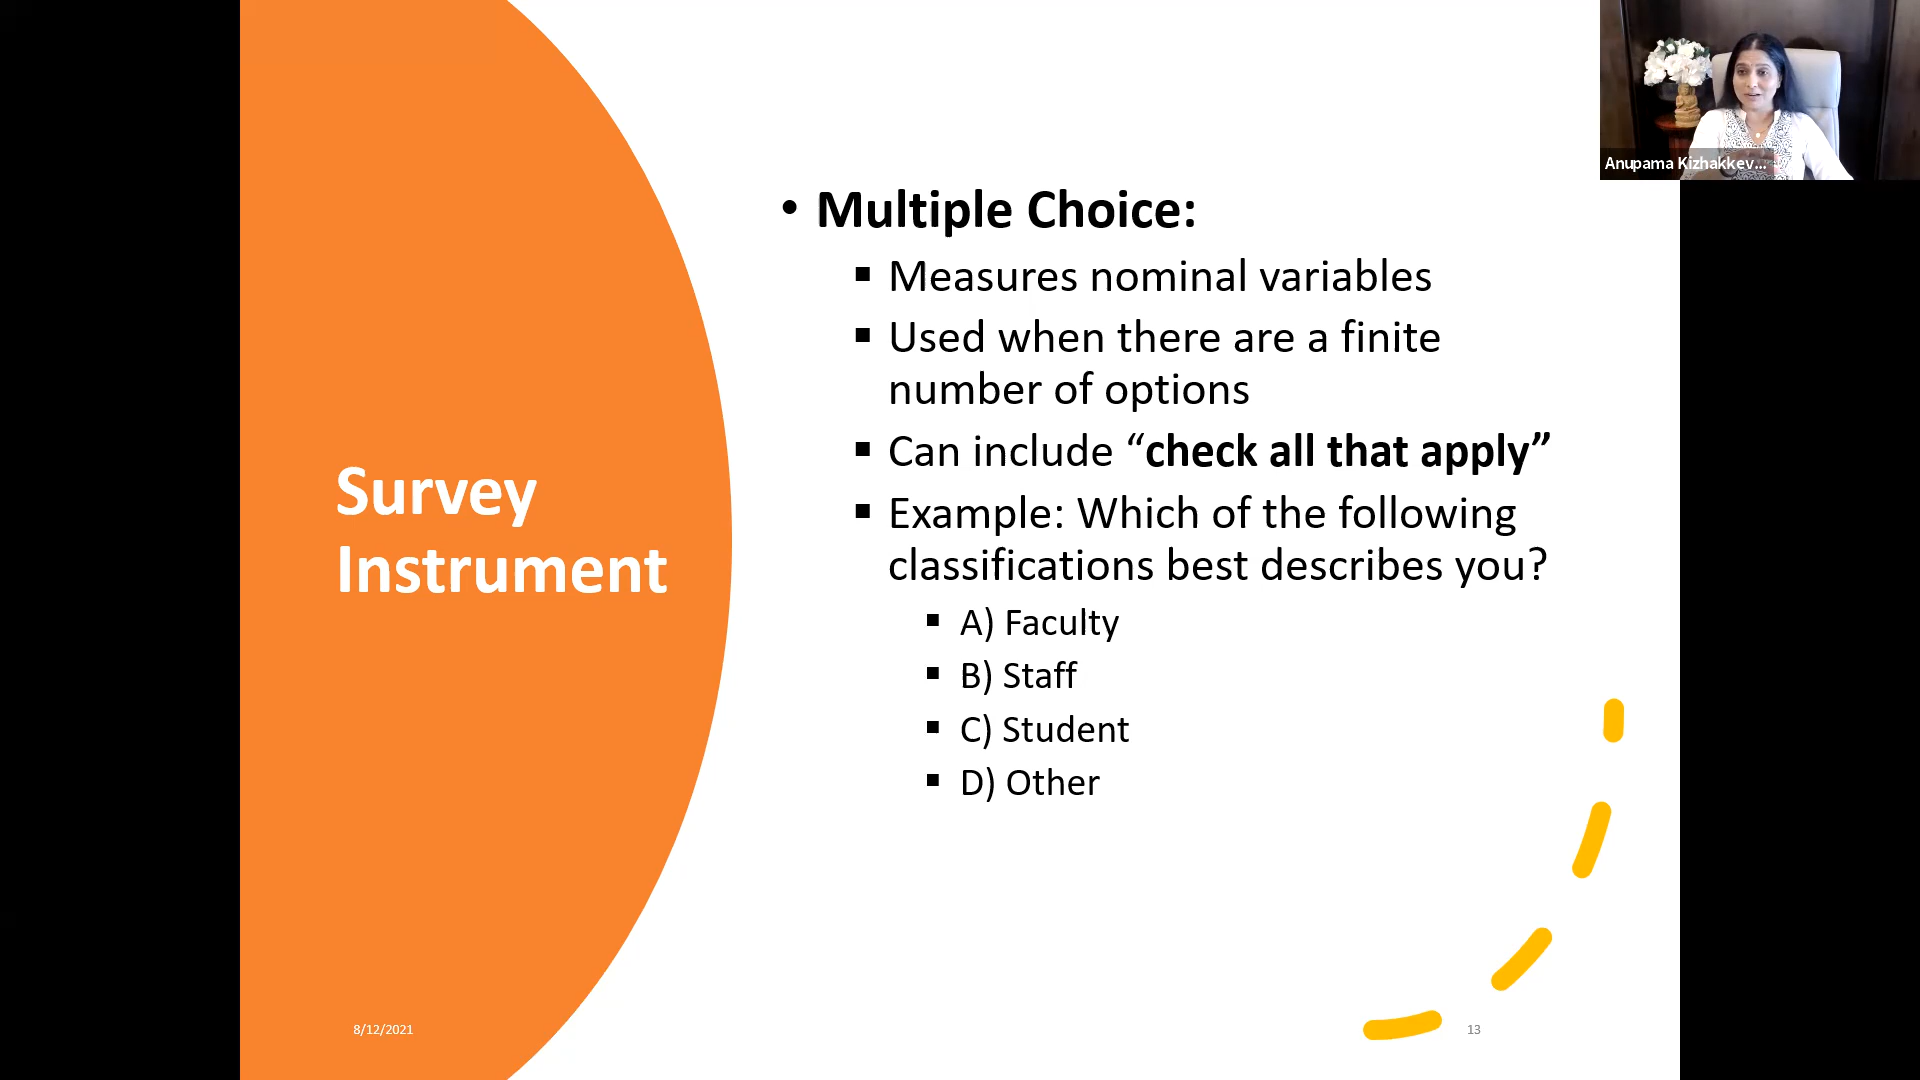 Anupama Kizhakkev...
Survey
Instrument
• Multiple Choice:
▪ Measures nominal variables
▪ Used when there are a finite
number of options
▪ Can include “check all that apply”
▪ Example: Which of the following
classifications best describes you?
▪ A) Faculty
▪ B) Staff
▪ C) Student
▪ D) Other
8/12/2021
13